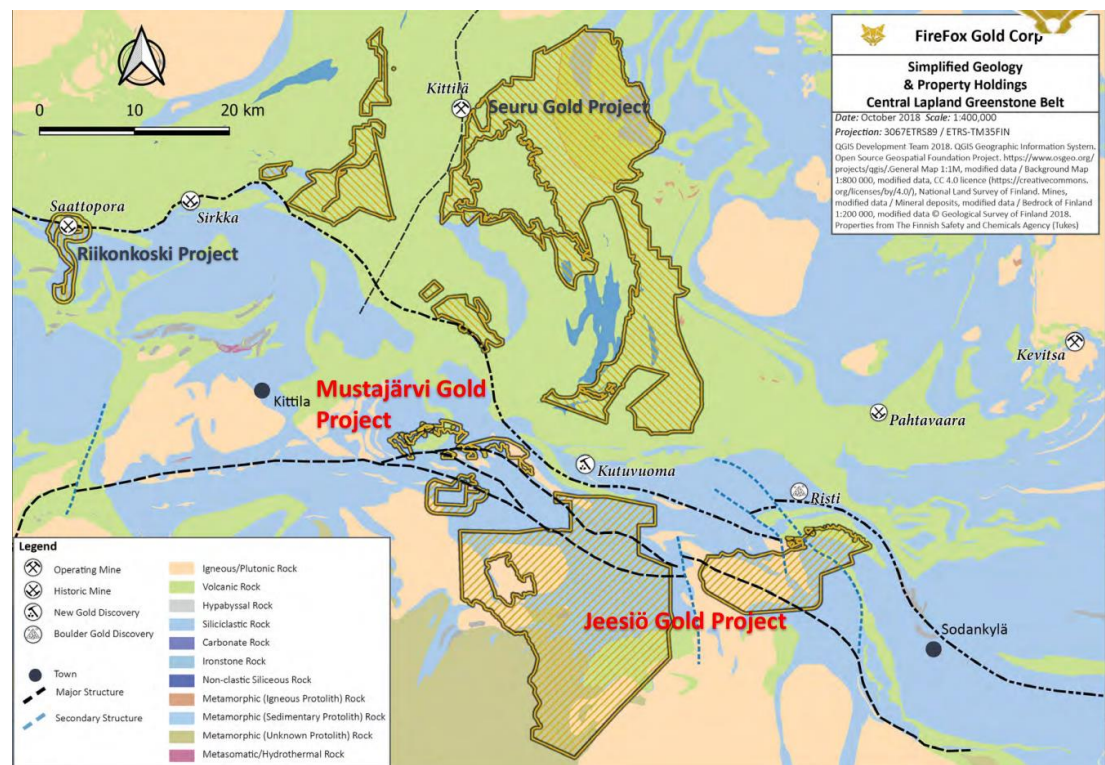 FireFox Gold Corp
Simplified Geology
& Property Holdings
Central Lapland Greenstone Belt
Date: October 2018 Scale: 1:400,000
Projection: 3067ETRS89 / ETRS-TM35FIN
QGIS Development Team 2018. QGIS Geographic Information System.
Open Source Geospatial Foundation Project. https://www.osgeo.org/
projects/qgis/.General Map 1:1M, modified data / Background Map
1:800 000, modified data, CC 4.0 licence (https://creativecommons.
org/licenses/by/4.0/), National Land Survey of Finland. Mines,
modified data / Mineral deposits, modified data / Bedrock of Finland
1:200 000, modified data © Geological Survey of Finland 2018.
Properties from The Finnish Safety and Chemicals Agency (Tukes)
0 10 20 km
Kittilä
Seuru Gold Project
Saattopora
Sirkka
Riikonkoski Project
Kevitsa
Kittila
Mustajärvi Gold
Project
Pahtavaara
Kutuvuoma
Risti
Jeesiö Gold Project
Sodankylä
Legend
Operating Mine
Historic Mine
New Gold Discovery
Boulder Gold Discovery
Town
Major Structure
Secondary Structure
Igneous/Plutonic Rock
Volcanic Rock
Hypabyssal Rock
Siliciclastic Rock
Carbonate Rock
Ironstone Rock
Non-clastic Siliceous Rock
Metamorphic (Igneous Protolith) Rock
Metamorphic (Sedimentary Protolith) Rock
Metamorphic (Unknown Protolith) Rock
Metasomatic/Hydrothermal Rock